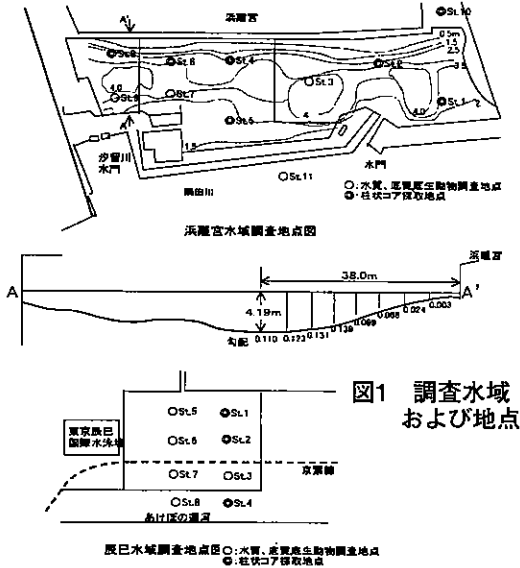 浜離宮
A'
St.10
0.5m
1.5
2.5
3.5
St.9
St.6
St.4
St.2
St.3
4.0
St.7
St.1
A
St.5
4
4.0
1.5
汐留川
水門
隅田川
St.11
水門
○:水質、底質底生動物調査地点
◎:柱状コア採取地点
浜離宮水域調査地点図
浜離宮
38.0m
A
A'
4.19m
勾配
0.110
0.123
0.131
0.139
0.099
0.068
0.024
0.003
図1 調査水域
および地点
St.5
St.1
東京辰巳
国際水泳場
St.6
St.2
京葉線
St.7
St.3
St.8
St.4
あけぼの運河
辰巳水域調査地点図
○:水質、底質底生動物調査地点
◎:柱状コア採取地点